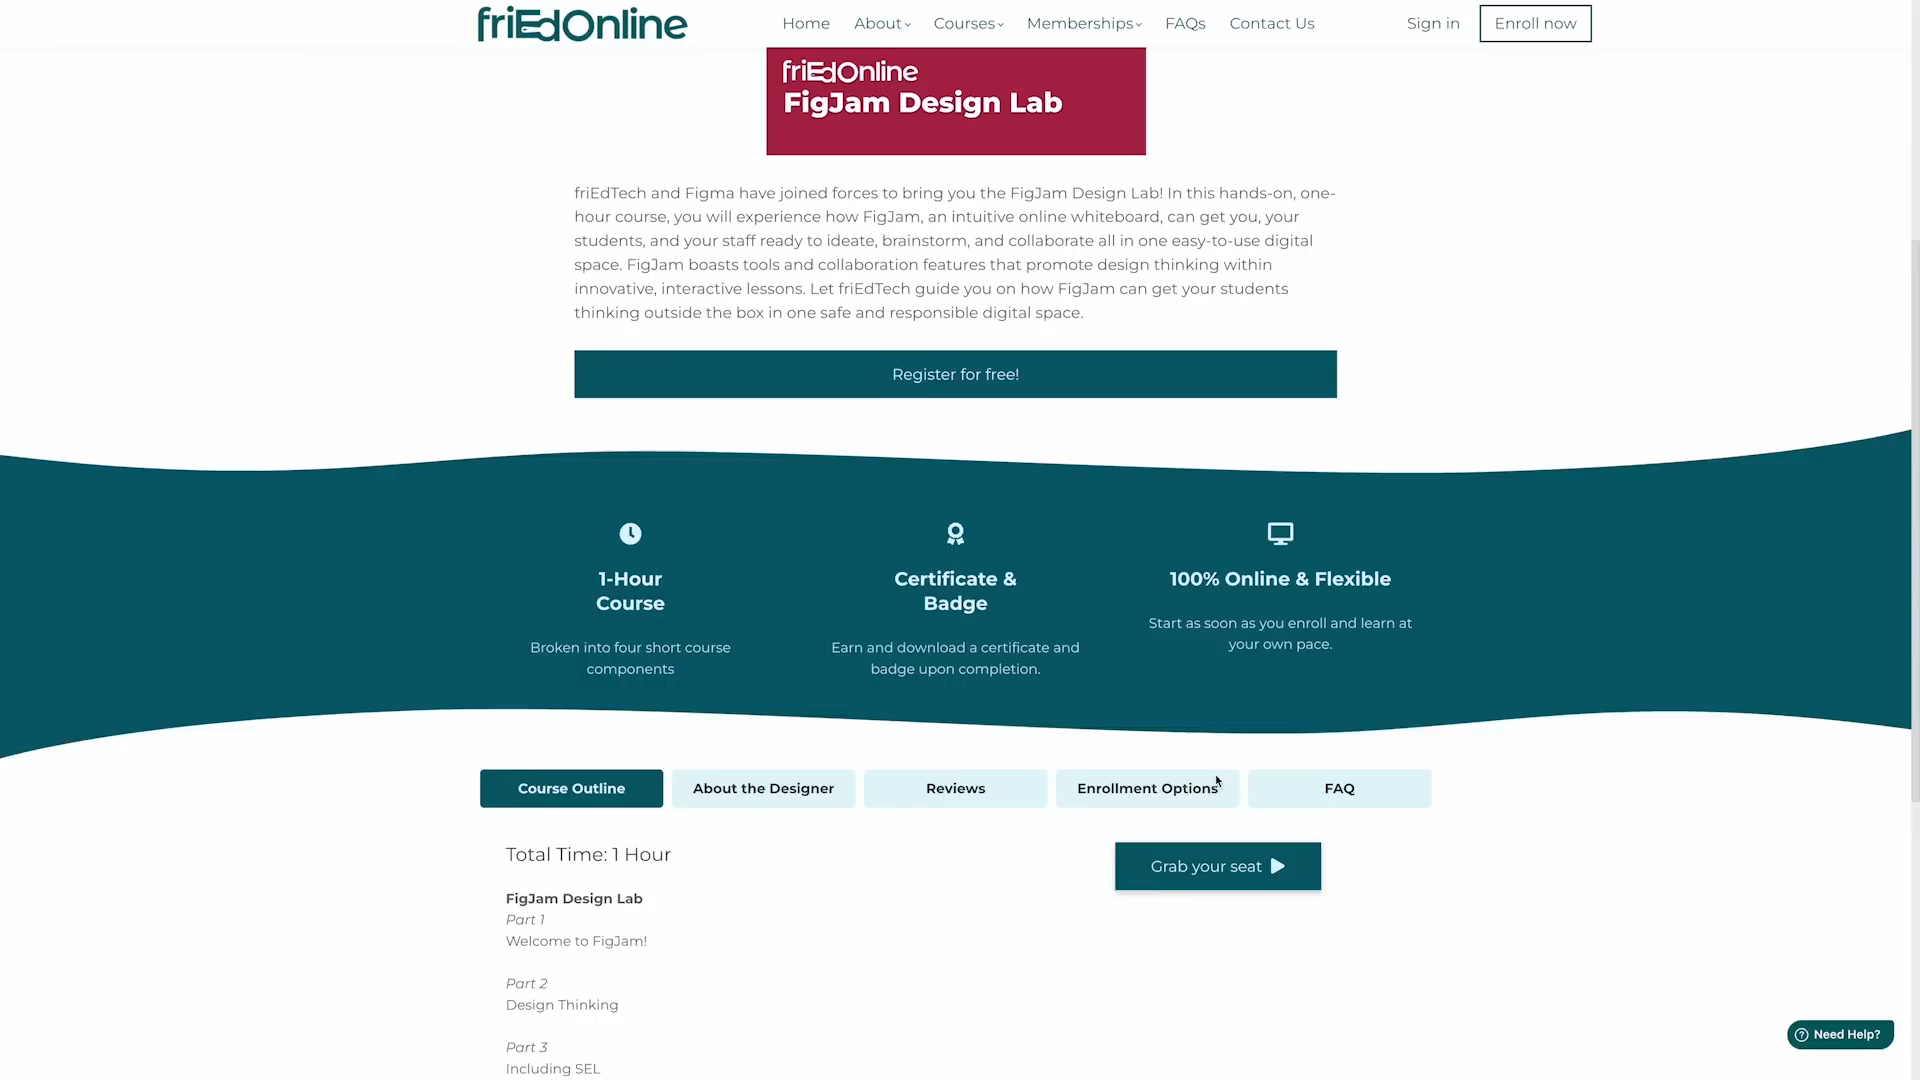 friEdOnline
Home About Courses Memberships FAQs Contact Us Sign in Enroll now
friEdOnline
FigJam Design Lab
friEdTech and Figma have joined forces to bring you the FigJam Design Lab! In this hands-on, one-
hour course, you will experience how FigJam, an intuitive online whiteboard, can get you, your
students, and your staff ready to ideate, brainstorm, and collaborate all in one easy-to-use digital
space. FigJam boasts tools and collaboration features that promote design thinking within
innovative, interactive lessons. Let friEdTech guide you on how FigJam can get your students
thinking outside the box in one safe and responsible digital space.
Register for free!
1-Hour
Course
Broken into four short course
components
Certificate &
Badge
Earn and download a certificate and
badge upon completion.
100% Online & Flexible
Start as soon as you enroll and learn at
your own pace.
Course Outline About the Designer Reviews Enrollment Options FAQ
Total Time: 1 Hour
Grab your seat
FigJam Design Lab
Part 1
Welcome to FigJam!
Part 2
Design Thinking
Part 3
Including SEL
Need Help?